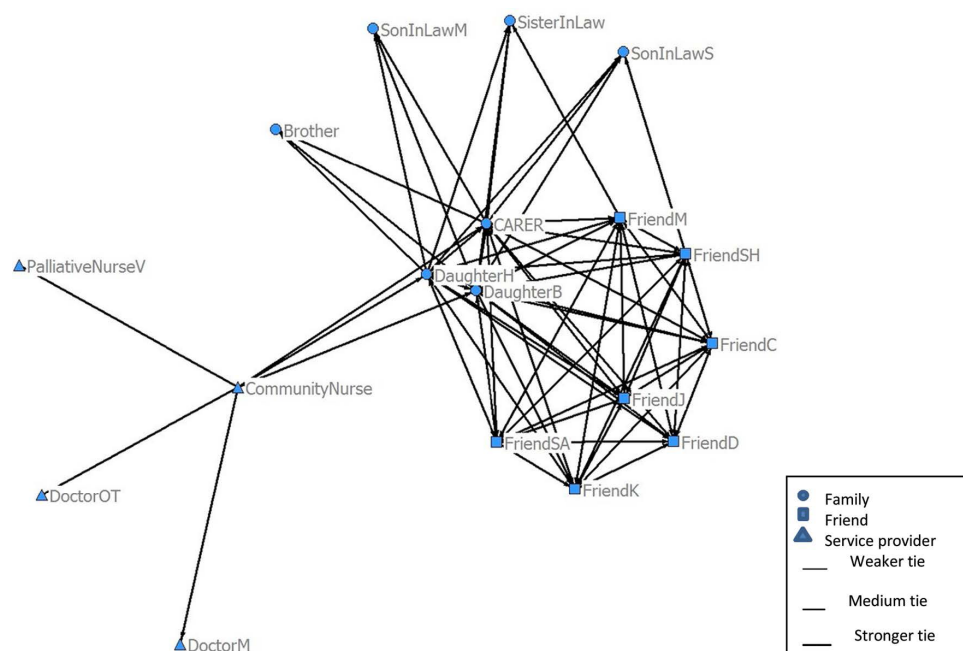 SonInLawM
SisterInLaw
SonInLawS
Brother
CARER
FriendM
FriendSH
PalliativeNurseV
DaughterH
DaughterB
FriendC
CommunityNurse
FriendJ
FriendSA
FriendD
FriendK
DoctorOT
DoctorM
Family
Friend
Service provider
Weaker tie
Medium tie
Stronger tie